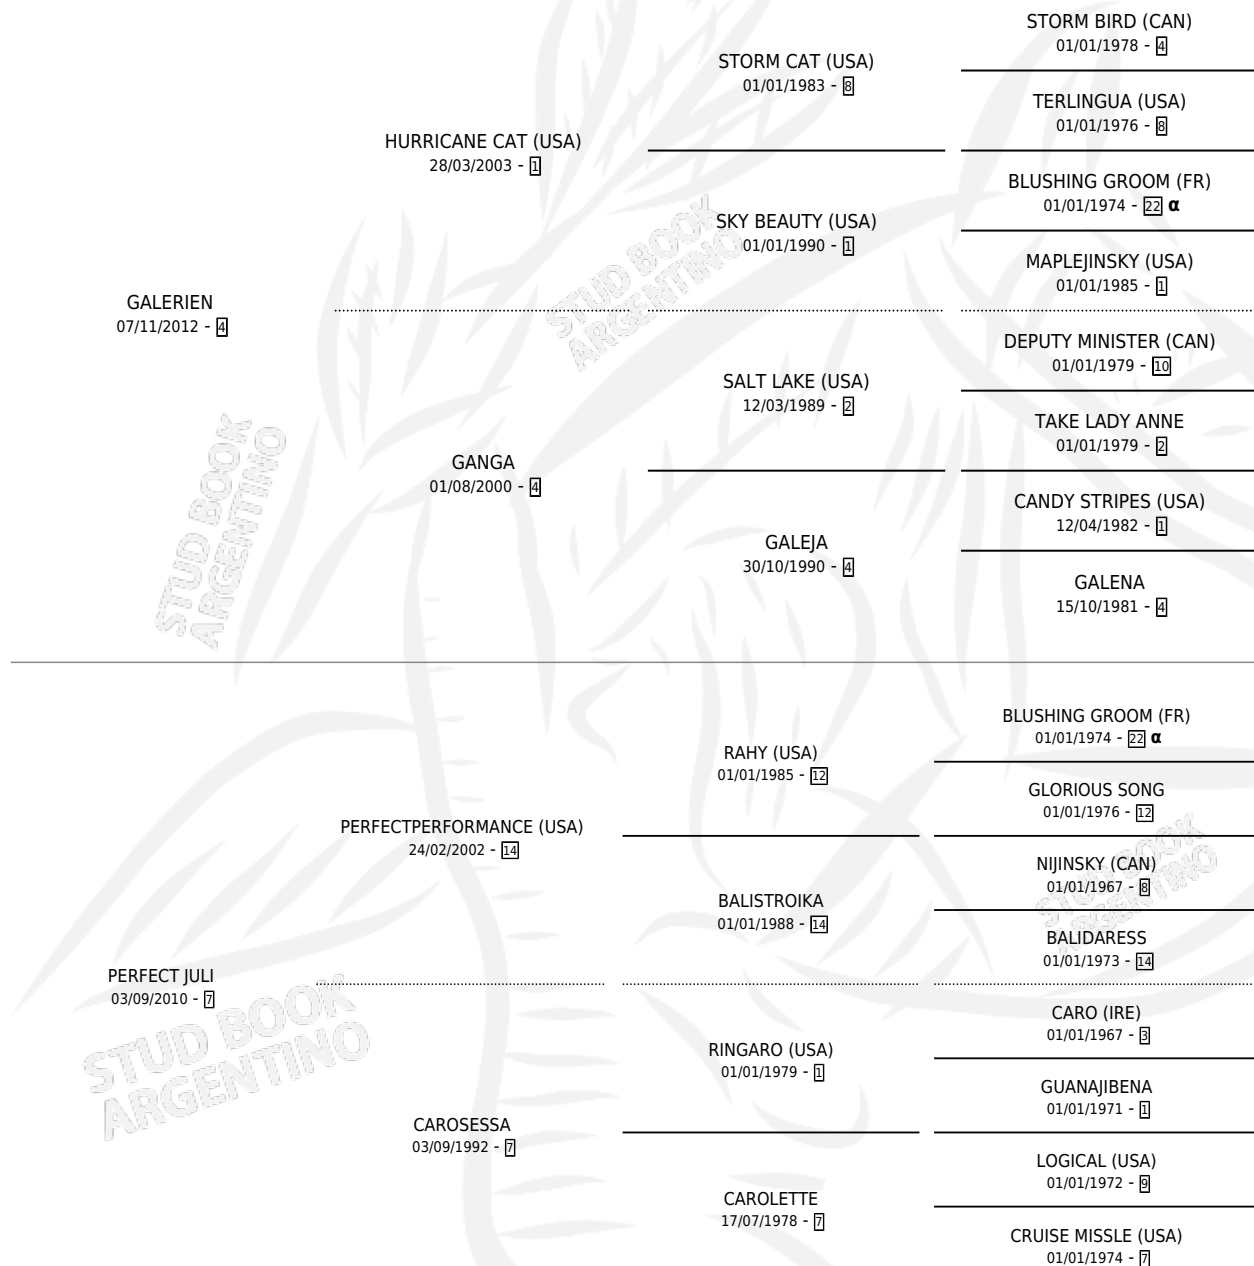 STORM BIRD (CAN)
01/01/1978 - 4
STORM CAT (USA)
01/01/1983 - 8
TERLINGUA (USA)
01/01/1976 - 8
HURRICANE CAT (USA)
28/03/2003 - 1
BLUSHING GROOM (FR)
01/01/1974 - 22 α
SKY BEAUTY (USA)
01/01/1990 - 1
MAPLEJINSKY (USA)
01/01/1985 - 1
STUD BOOK
ARGENTINO
GALERIEN
07/11/2012 - 4
DEPUTY MINISTER (CAN)
01/01/1979 - 10
SALT LAKE (USA)
12/03/1989 - 2
TAKE LADY ANNE
01/01/1979 - 2
GANGA
01/08/2000 - 4
CANDY STRIPES (USA)
12/04/1982 - 1
GALEJA
30/10/1990 - 4
GALENA
15/10/1981 - 4
STUD BOOK
ARGENTINO
BLUSHING GROOM (FR)
01/01/1974 - 22 α
RAHY (USA)
01/01/1985 - 12
GLORIOUS SONG
01/01/1976 - 12
PERFECTPERFORMANCE (USA)
24/02/2002 - 14
NIJINSKY (CAN)
01/01/1967 - 8
BALISTROIKA
01/01/1988 - 14
BALIDARESS
01/01/1973 - 14
STUD BOOK
ARGENTINO
PERFECT JULI
03/09/2010 - 7
CARO (IRE)
01/01/1967 - 3
RINGARO (USA)
01/01/1979 - 1
GUANAJIBENA
01/01/1971 - 1
STUD BOOK
ARGENTINO
CAROSESSA
03/09/1992 - 7
LOGICAL (USA)
01/01/1972 - 9
CAROLETTE
17/07/1978 - 7
CRUISE MISSLE (USA)
01/01/1974 - 7